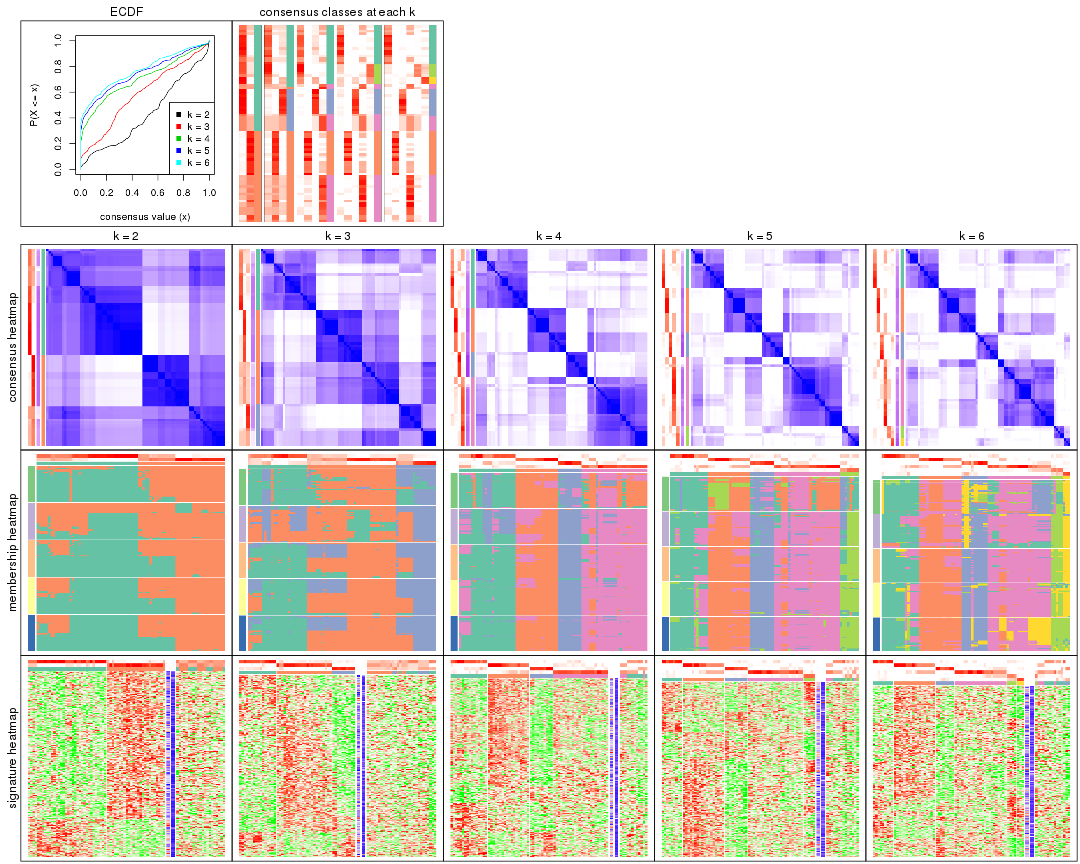 ECDF
consensus classes at each k
P(X <= x)
1.0
0.8
0.6
0.4
0.2
0.0
k = 2
k = 3
k = 4
k = 5
k = 6
0.0 0.2 0.4 0.6 0.8 1.0
consensus value (x)
k = 2
k = 3
k = 4
k = 5
k = 6
consensus heatmap
membership heatmap
signature heatmap